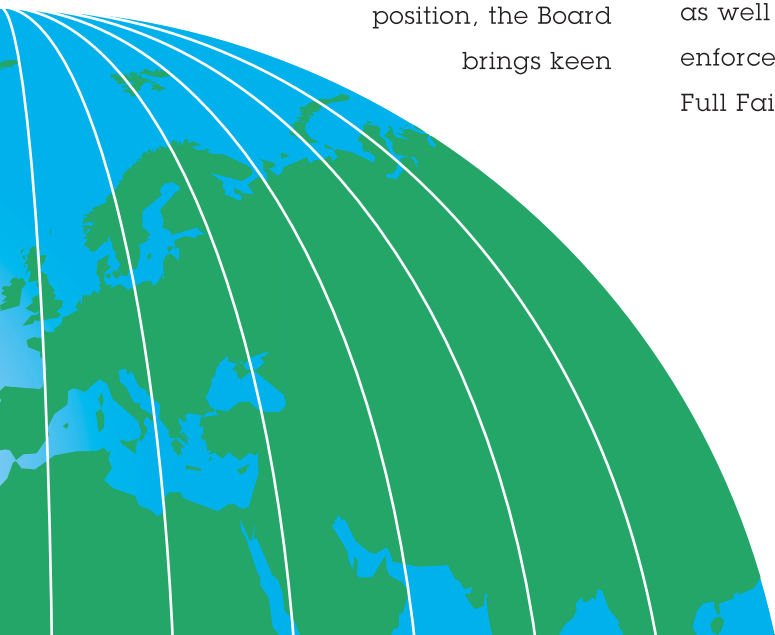 position, the Board
brings keen
as well
enforce
Full Fai